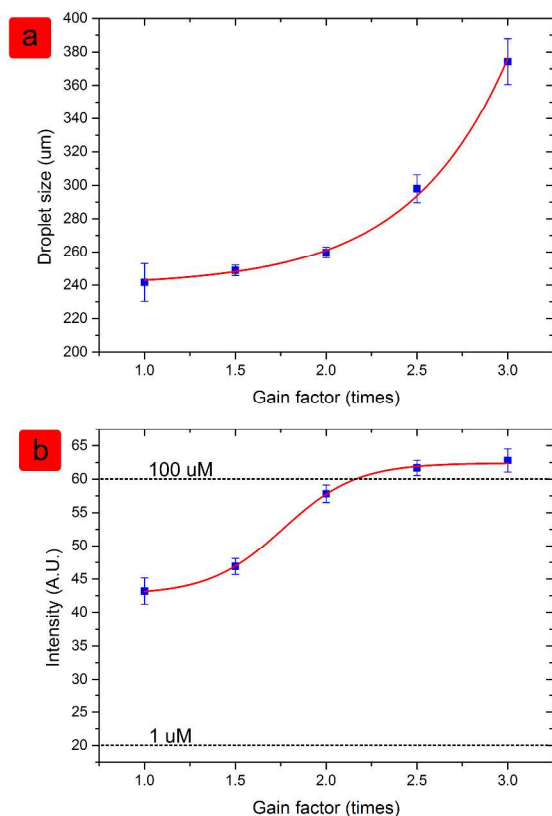 a
400
380
360
340
320
300
280
260
240
220
200
Droplet size (um)
1.0 1.5 2.0 2.5 3.0
Gain factor (times)
b
65
60
55
50
45
40
35
30
25
20
Intensity (A.U.)
100 uM
1 uM
1.0 1.5 2.0 2.5 3.0
Gain factor (times)